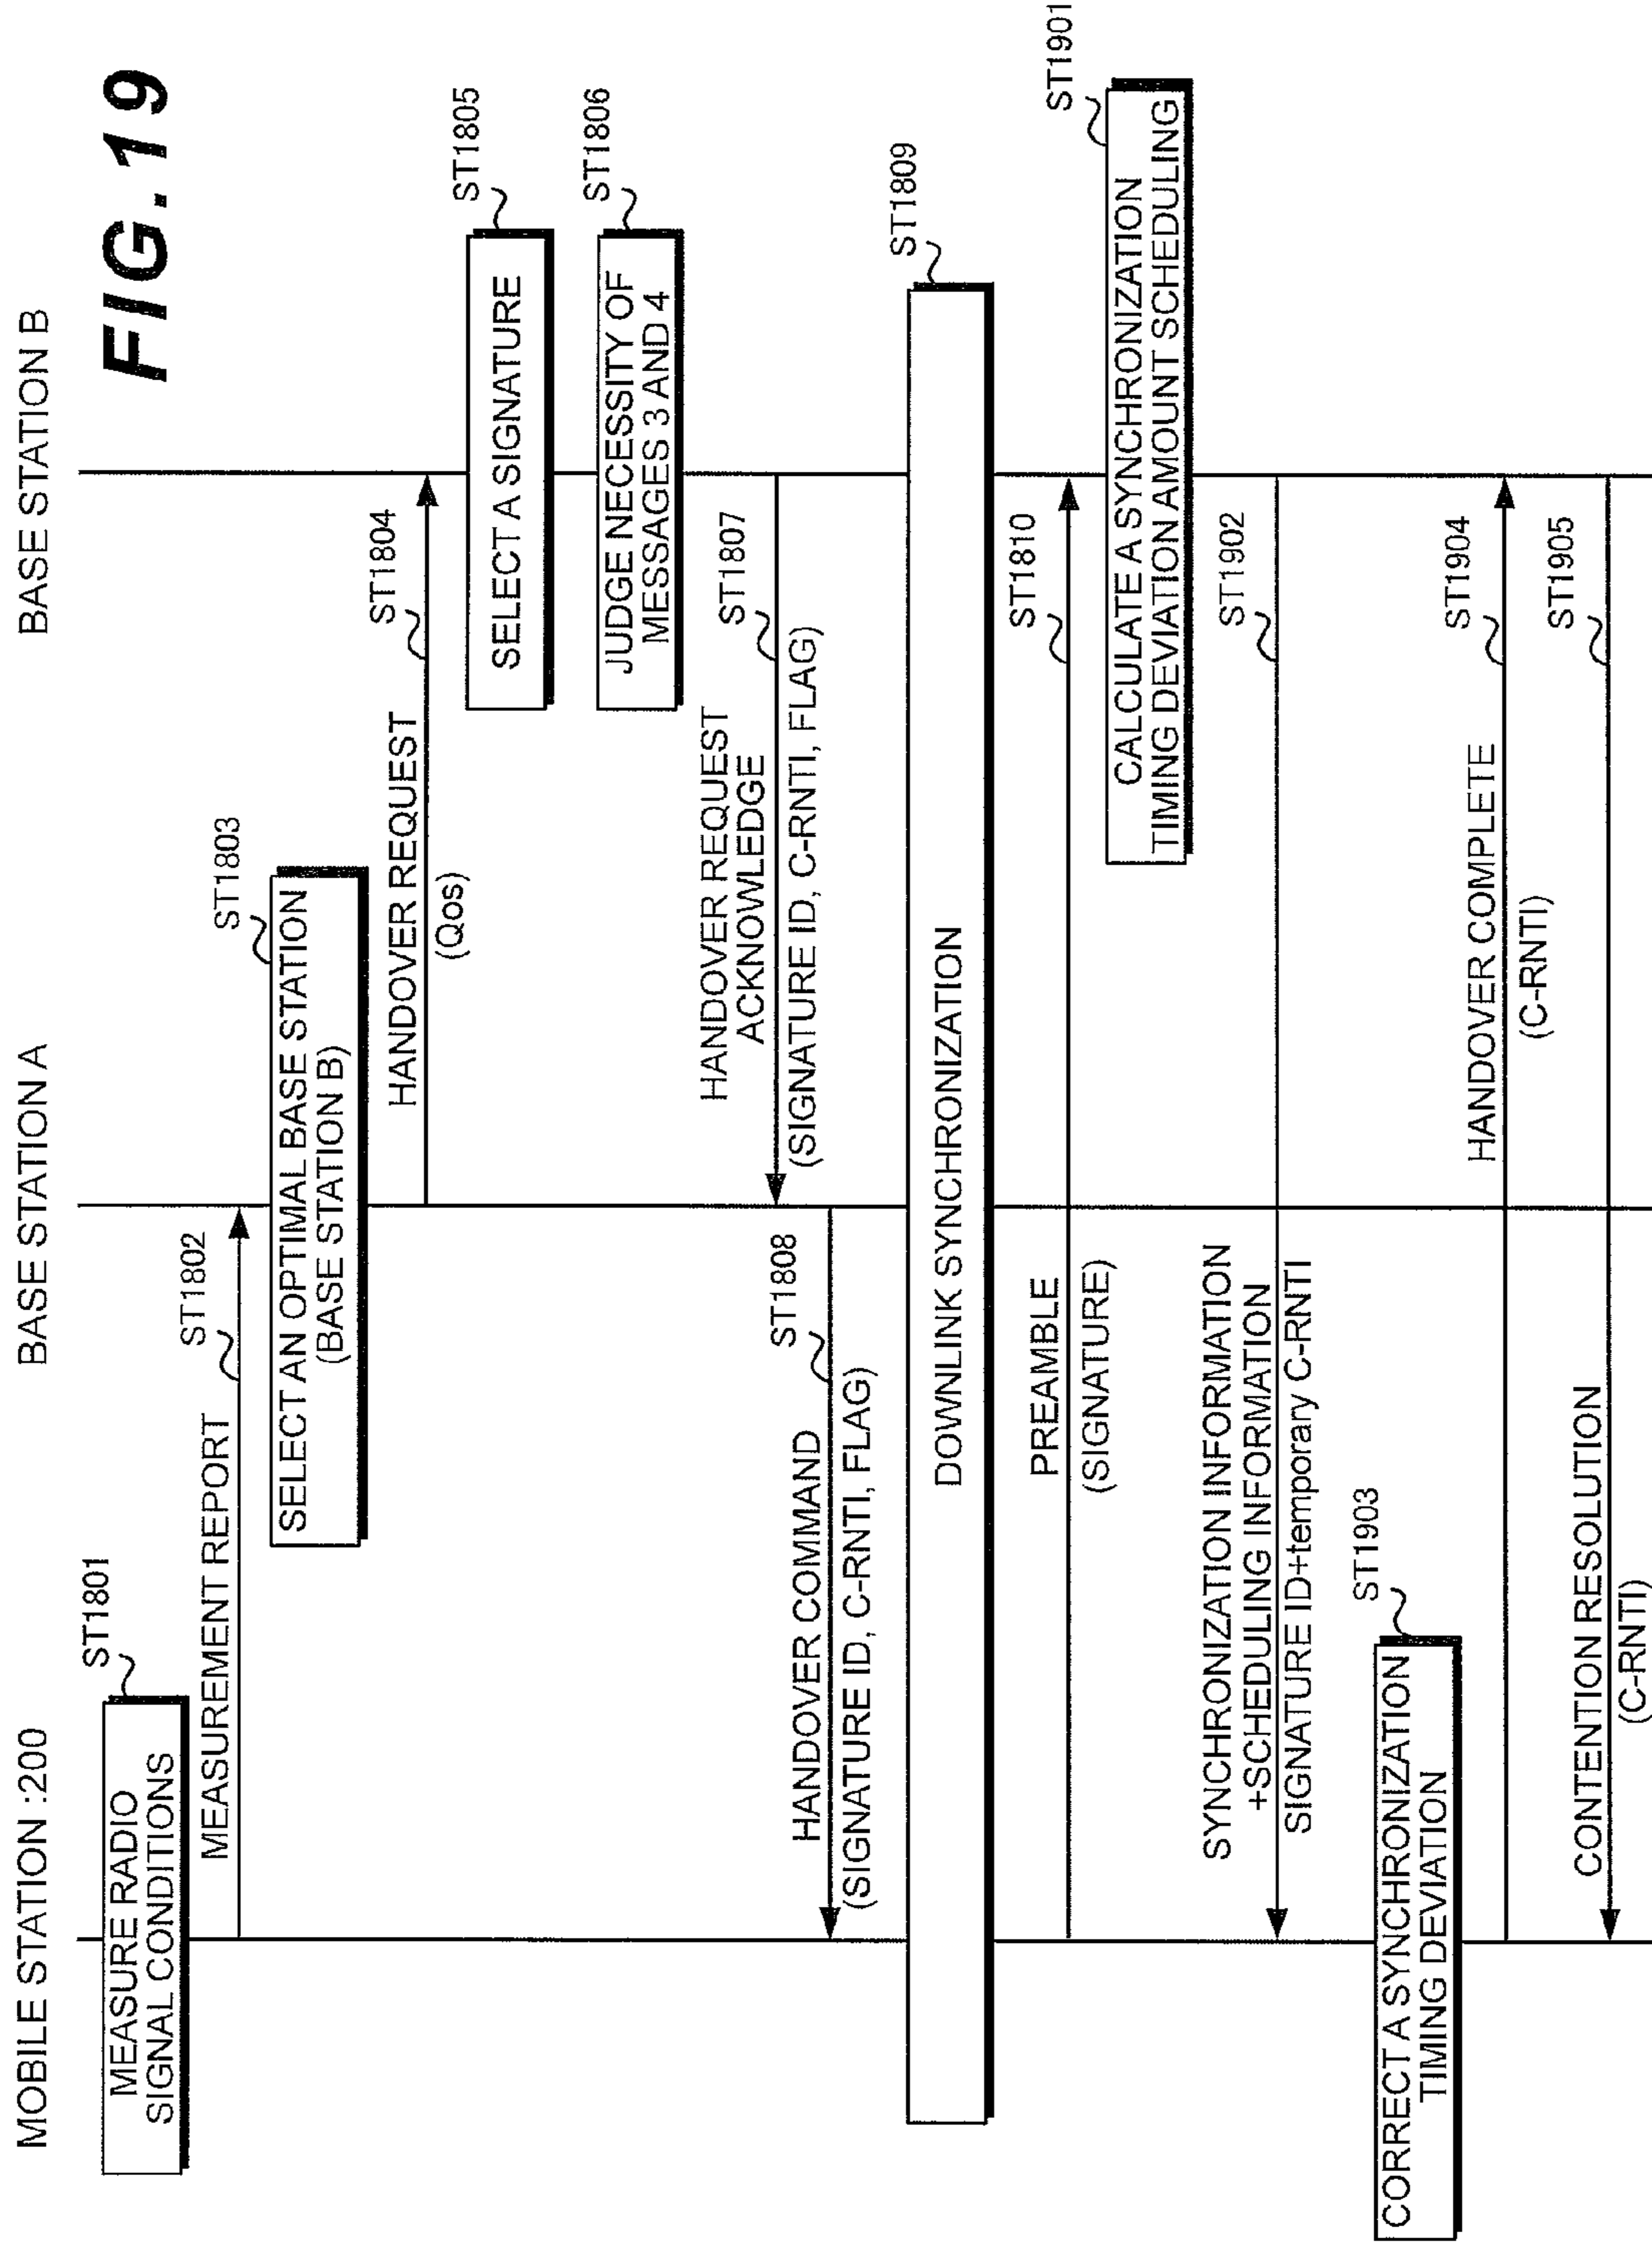 FIG.19
MOBILE STATION :200
BASE STATION A
BASE STATION B
ST1801
MEASURE RADIO
SIGNAL CONDITIONS
MEASUREMENT REPORT
ST1802
ST1803
SELECT AN OPTIMAL BASE STATION
(BASE STATION B)
HANDOVER REQUEST
ST1804
(Qos)
ST1805
SELECT A SIGNATURE
ST1806
JUDGE NECESSITY OF
MESSAGES 3 AND 4
HANDOVER REQUEST
ACKNOWLEDGE
ST1807
(SIGNATURE ID, C-RNTI, FLAG)
HANDOVER COMMAND
ST1808
(SIGNATURE ID, C-RNTI, FLAG)
ST1809
DOWNLINK SYNCHRONIZATION
PREAMBLE
ST1810
(SIGNATURE)
ST1901
CALCULATE A SYNCHRONIZATION
TIMING DEVIATION AMOUNT SCHEDULING
SYNCHRONIZATION INFORMATION
+SCHEDULING INFORMATION
ST1902
SIGNATURE ID+temporary C-RNTI
ST1903
CORRECT A SYNCHRONIZATION
TIMING DEVIATION
HANDOVER COMPLETE
ST1904
(C-RNTI)
CONTENTION RESOLUTION
ST1905
(C-RNTI)